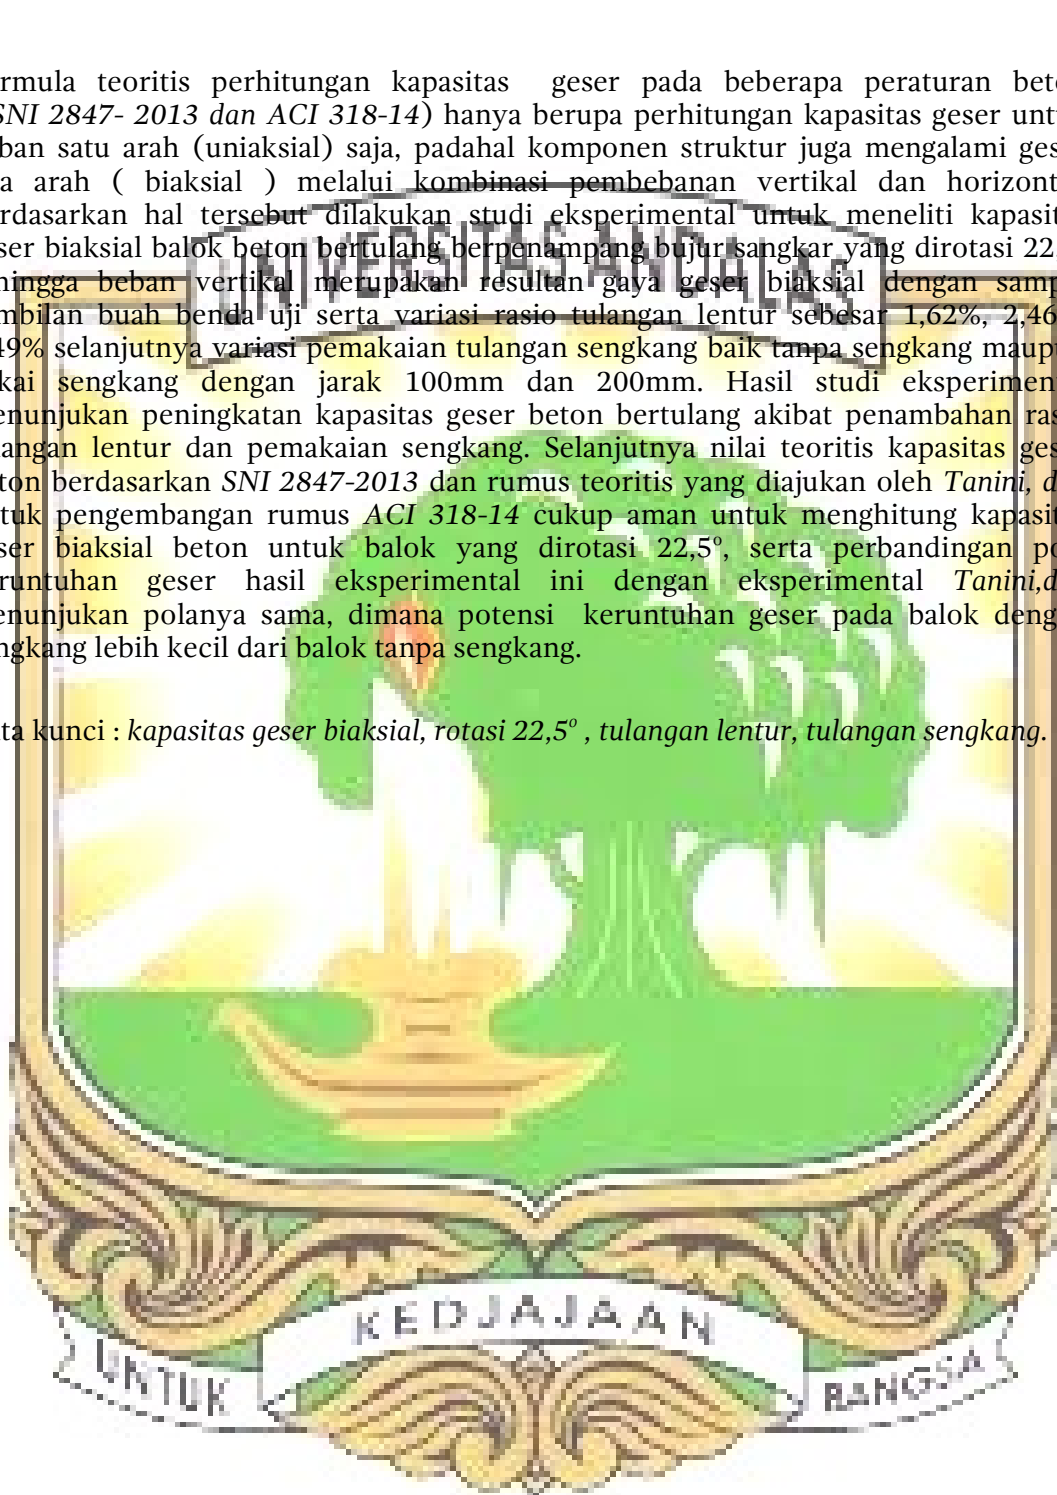 rmula teoritis perhitungan kapasitas geser pada beberapa peraturan bet
SNI 2847- 2013 dan ACI 318-14) hanya berupa perhitungan kapasitas geser unt
ban satu arah (uniaksial) saja, padahal komponen struktur juga mengalami ges
a arah ( biaksial ) melalui kombinasi pembebanan vertikal dan horizont
rdasarkan hal tersebut dilakukan studi eksperimental untuk meneliti kapasit
ser biaksial balok beton bertulang berpenampang bujur sangkar yang dirotasi 22,
UNIVERSITAS ANDALAS
hingga beban vertikal merupakan resultan gaya geser biaksial dengan samp
mbilan buah benda uji serta variasi rasio tulangan lentur sebesar 1,62%, 2,46
49% selanjutnya variasi pemakaian tulangan sengkang baik tanpa sengkang maup
kai sengkang dengan jarak 100mm dan 200mm. Hasil studi eksperimen
enunjukan peningkatan kapasitas geser beton bertulang akibat penambahan ras
langan lentur dan pemakaian sengkang. Selanjutnya nilai teoritis kapasitas ges
ton berdasarkan SNI 2847-2013 dan rumus teoritis yang diajukan oleh Tanini, d
tuk pengembangan rumus ACI 318-14 cukup aman untuk menghitung kapasit
ser biaksial beton untuk balok yang dirotasi 22,5°, serta perbandingan po
runtuhan geser hasil eksperimental ini dengan eksperimental Tanini,d
enunjukan polanya sama, dimana potensi keruntuhan geser pada balok deng
ngkang lebih kecil dari balok tanpa sengkang.
ta kunci : kapasitas geser biaksial, rotasi 22,5° , tulangan lentur, tulangan sengkang.
UNTUK KEDJAJAAN BANGSA